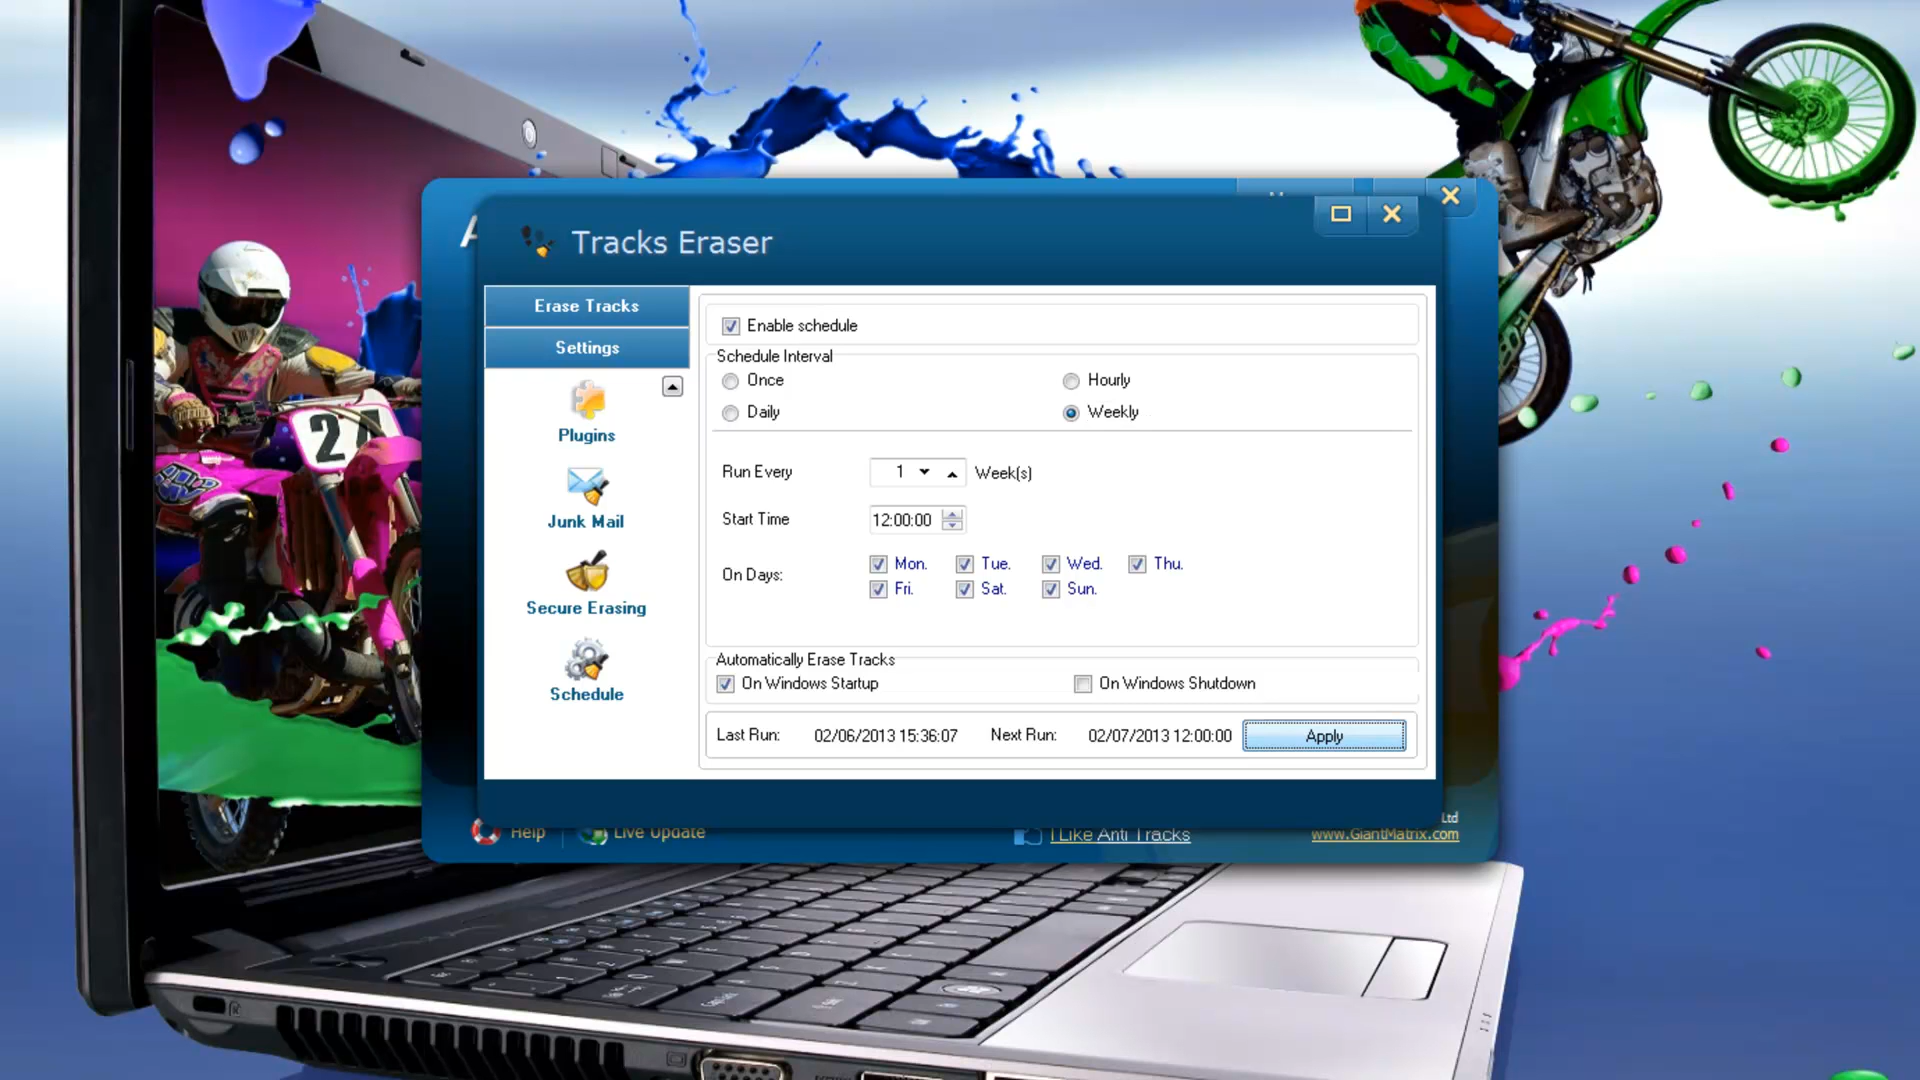 Tracks Eraser
Erase Tracks
Settings
Plugins
Junk Mail
Secure Erasing
Schedule
Enable schedule
Schedule Interval
Once Hourly
Daily Weekly
Run Every 1 Week(s)
Start Time 12:00:00
On Days: Mon. Tue. Wed. Thu.
Fri. Sat. Sun.
Automatically Erase Tracks
On Windows Startup On Windows Shutdown
Last Run: 02/06/2013 15:36:07 Next Run: 02/07/2013 12:00:00 Apply
Ltd
Help Live Update I Like Anti Tracks www.GiantMatrix.com